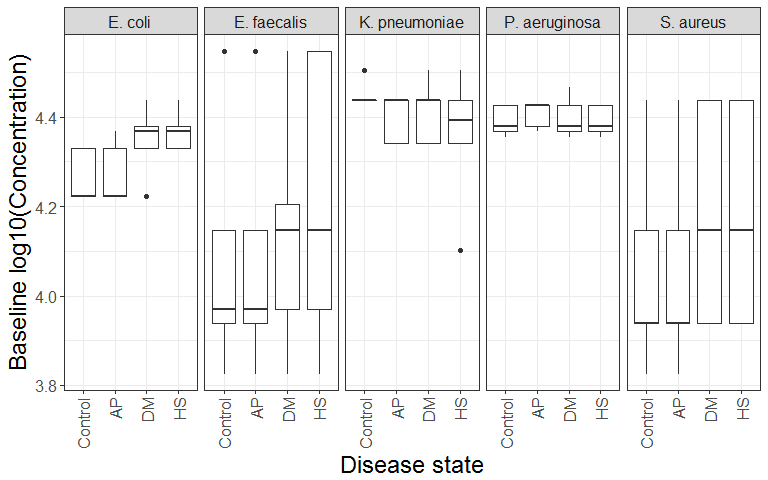 E. coli E. faecalis K. pneumoniae P. aeruginosa S. aureus
Baseline log10(Concentration)
4.4
4.2
4.0
3.8
Control AP DM HS Control AP DM HS Control AP DM HS Control AP DM HS Control AP DM HS
Disease state